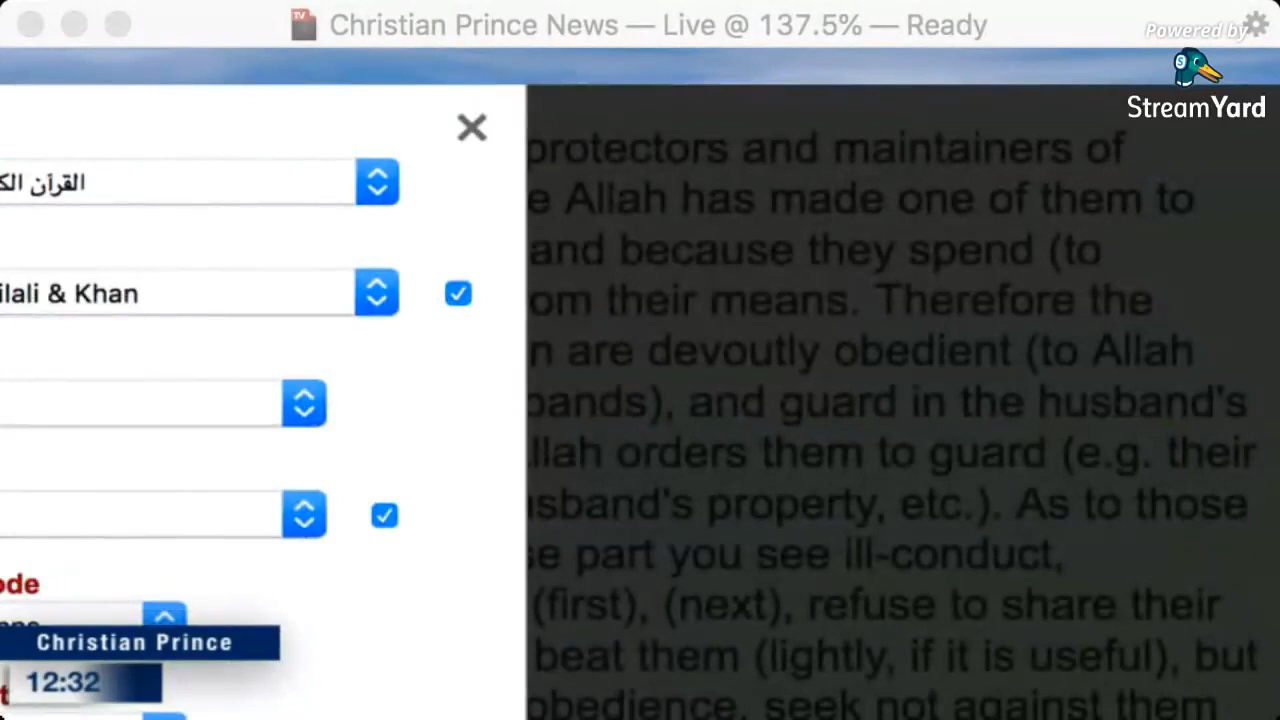 Christian Prince News — Live @ 137.5% — Ready
Powered by
StreamYard
القرآن الك
protectors and maintainers of
e Allah has made one of them to
and because they spend (to
ilali & Khan
om their means. Therefore the
n are devoutly obedient (to Allah
bands), and guard in the husband's
llah orders them to guard (e.g. their
sband's property, etc.). As to those
se part you see ill-conduct,
ode
(first), (next), refuse to share their
Christian Prince
beat them (lightly, if it is useful), but
12:32
obedience, seek not against them